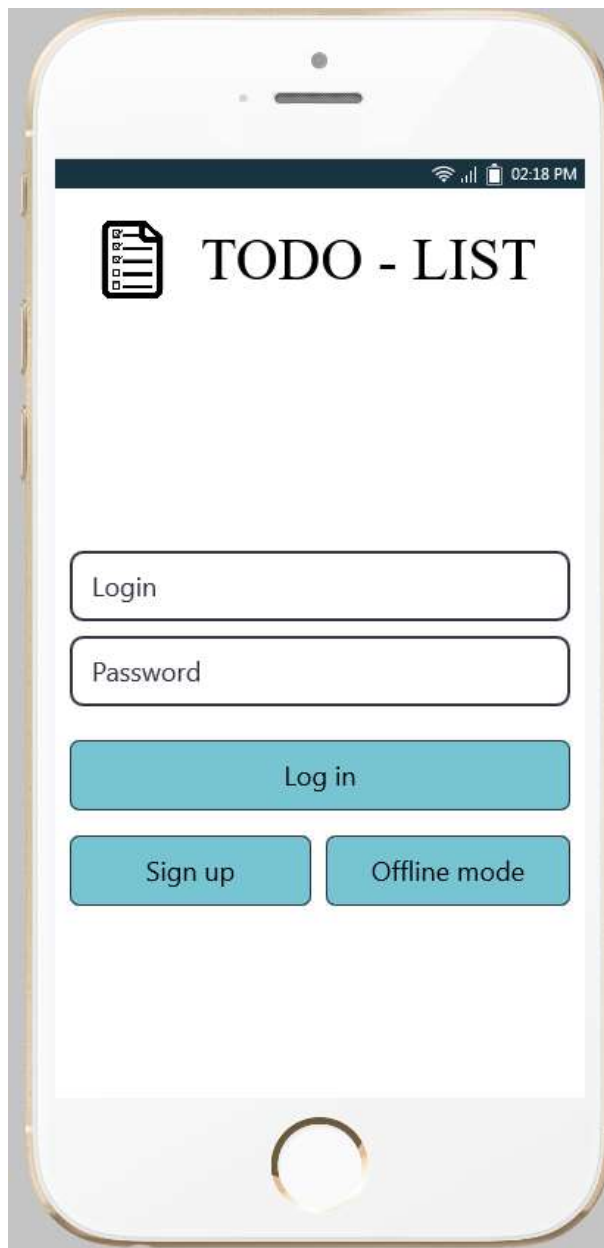 02:18 PM
TODO - LIST
Login
Password
Log in
Sign up
Offline mode